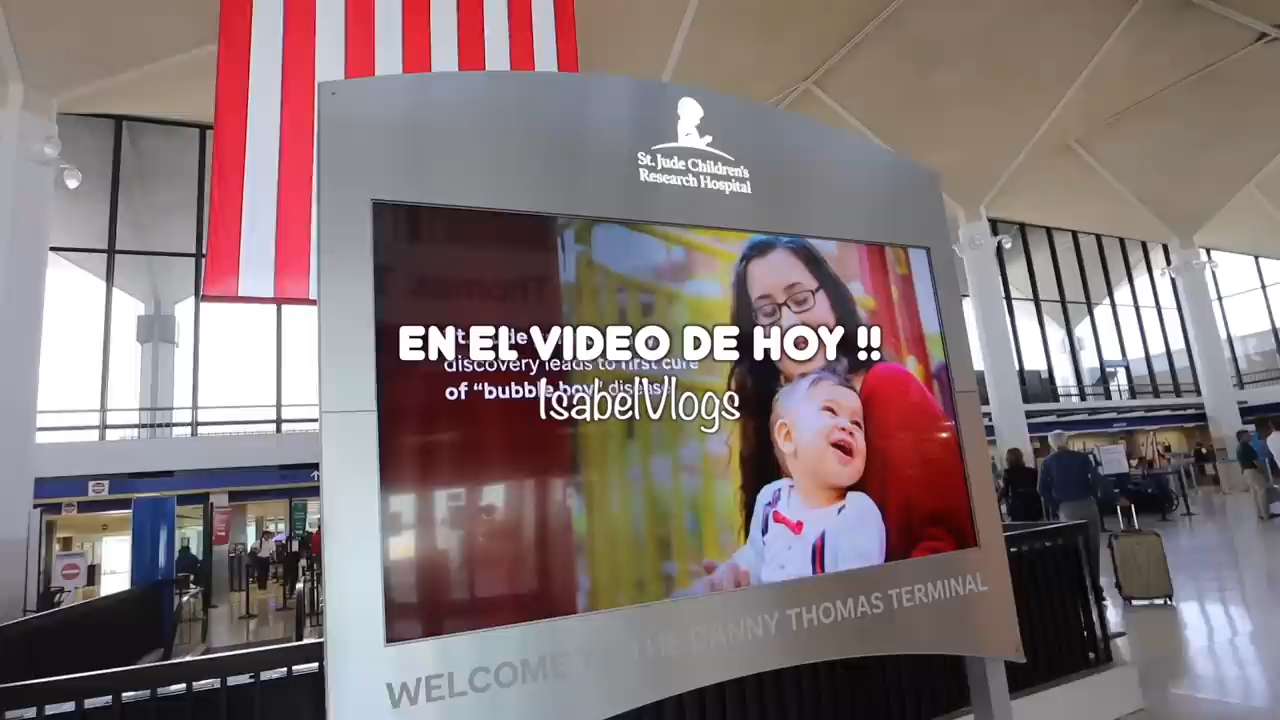 St. Jude Children's
Research Hospital
EN EL VIDEO DE HOY !!
discovery leads to first cure
of "bubble boy" disease
IsabelVlogs
WELCOME THE DANNY THOMAS TERMINAL